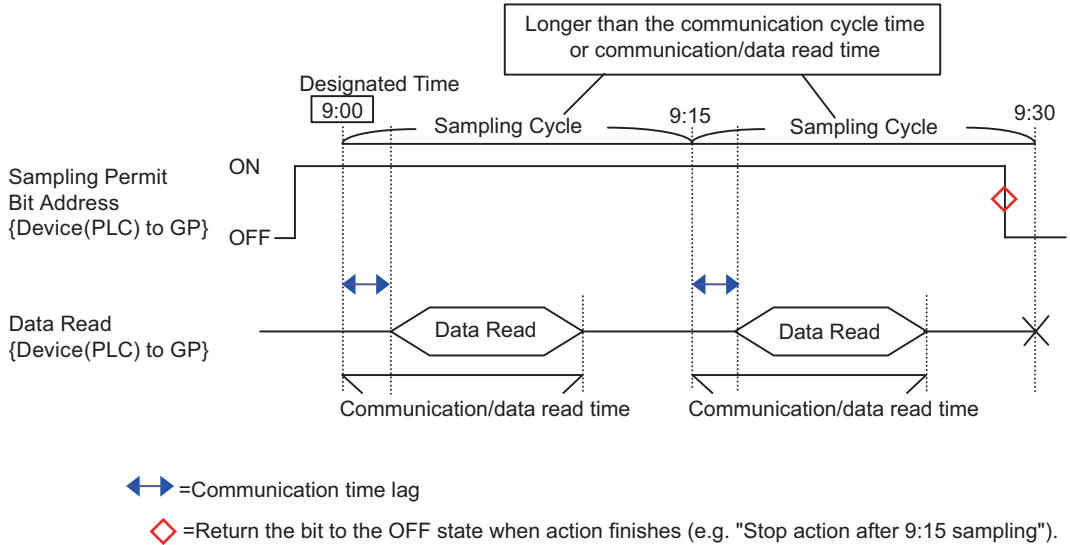 Longer than the communication cycle time
or communication/data read time
Designated Time
9:00
9:15
9:30
Sampling Cycle
Sampling Cycle
Sampling Permit
Bit Address
{Device(PLC) to GP}
ON
OFF
Data Read
{Device(PLC) to GP}
Data Read
Data Read
Communication/data read time
Communication/data read time
=Communication time lag
=Return the bit to the OFF state when action finishes (e.g. "Stop action after 9:15 sampling").